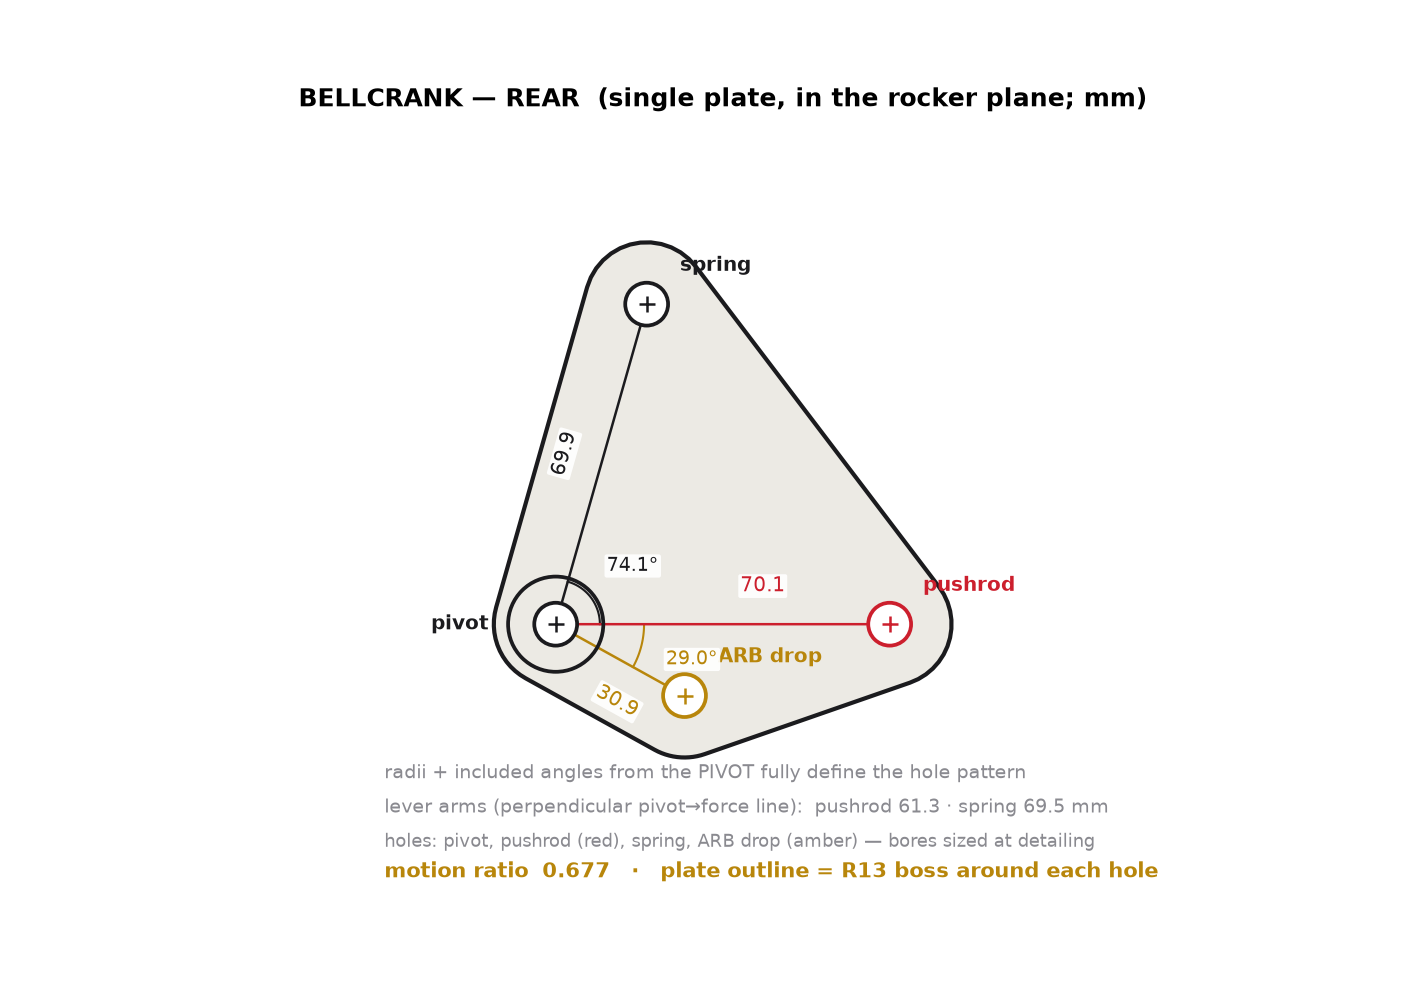 BELLCRANK — REAR  (single plate, in the rocker plane; mm)
spring
69.9
74.1°
70.1
pushrod
pivot
29.0°
ARB drop
30.9
radii + included angles from the PIVOT fully define the hole pattern
lever arms (perpendicular pivot→force line):  pushrod 61.3 · spring 69.5 mm
holes: pivot, pushrod (red), spring, ARB drop (amber) — bores sized at detailing
motion ratio  0.677   ·   plate outline = R13 boss around each hole